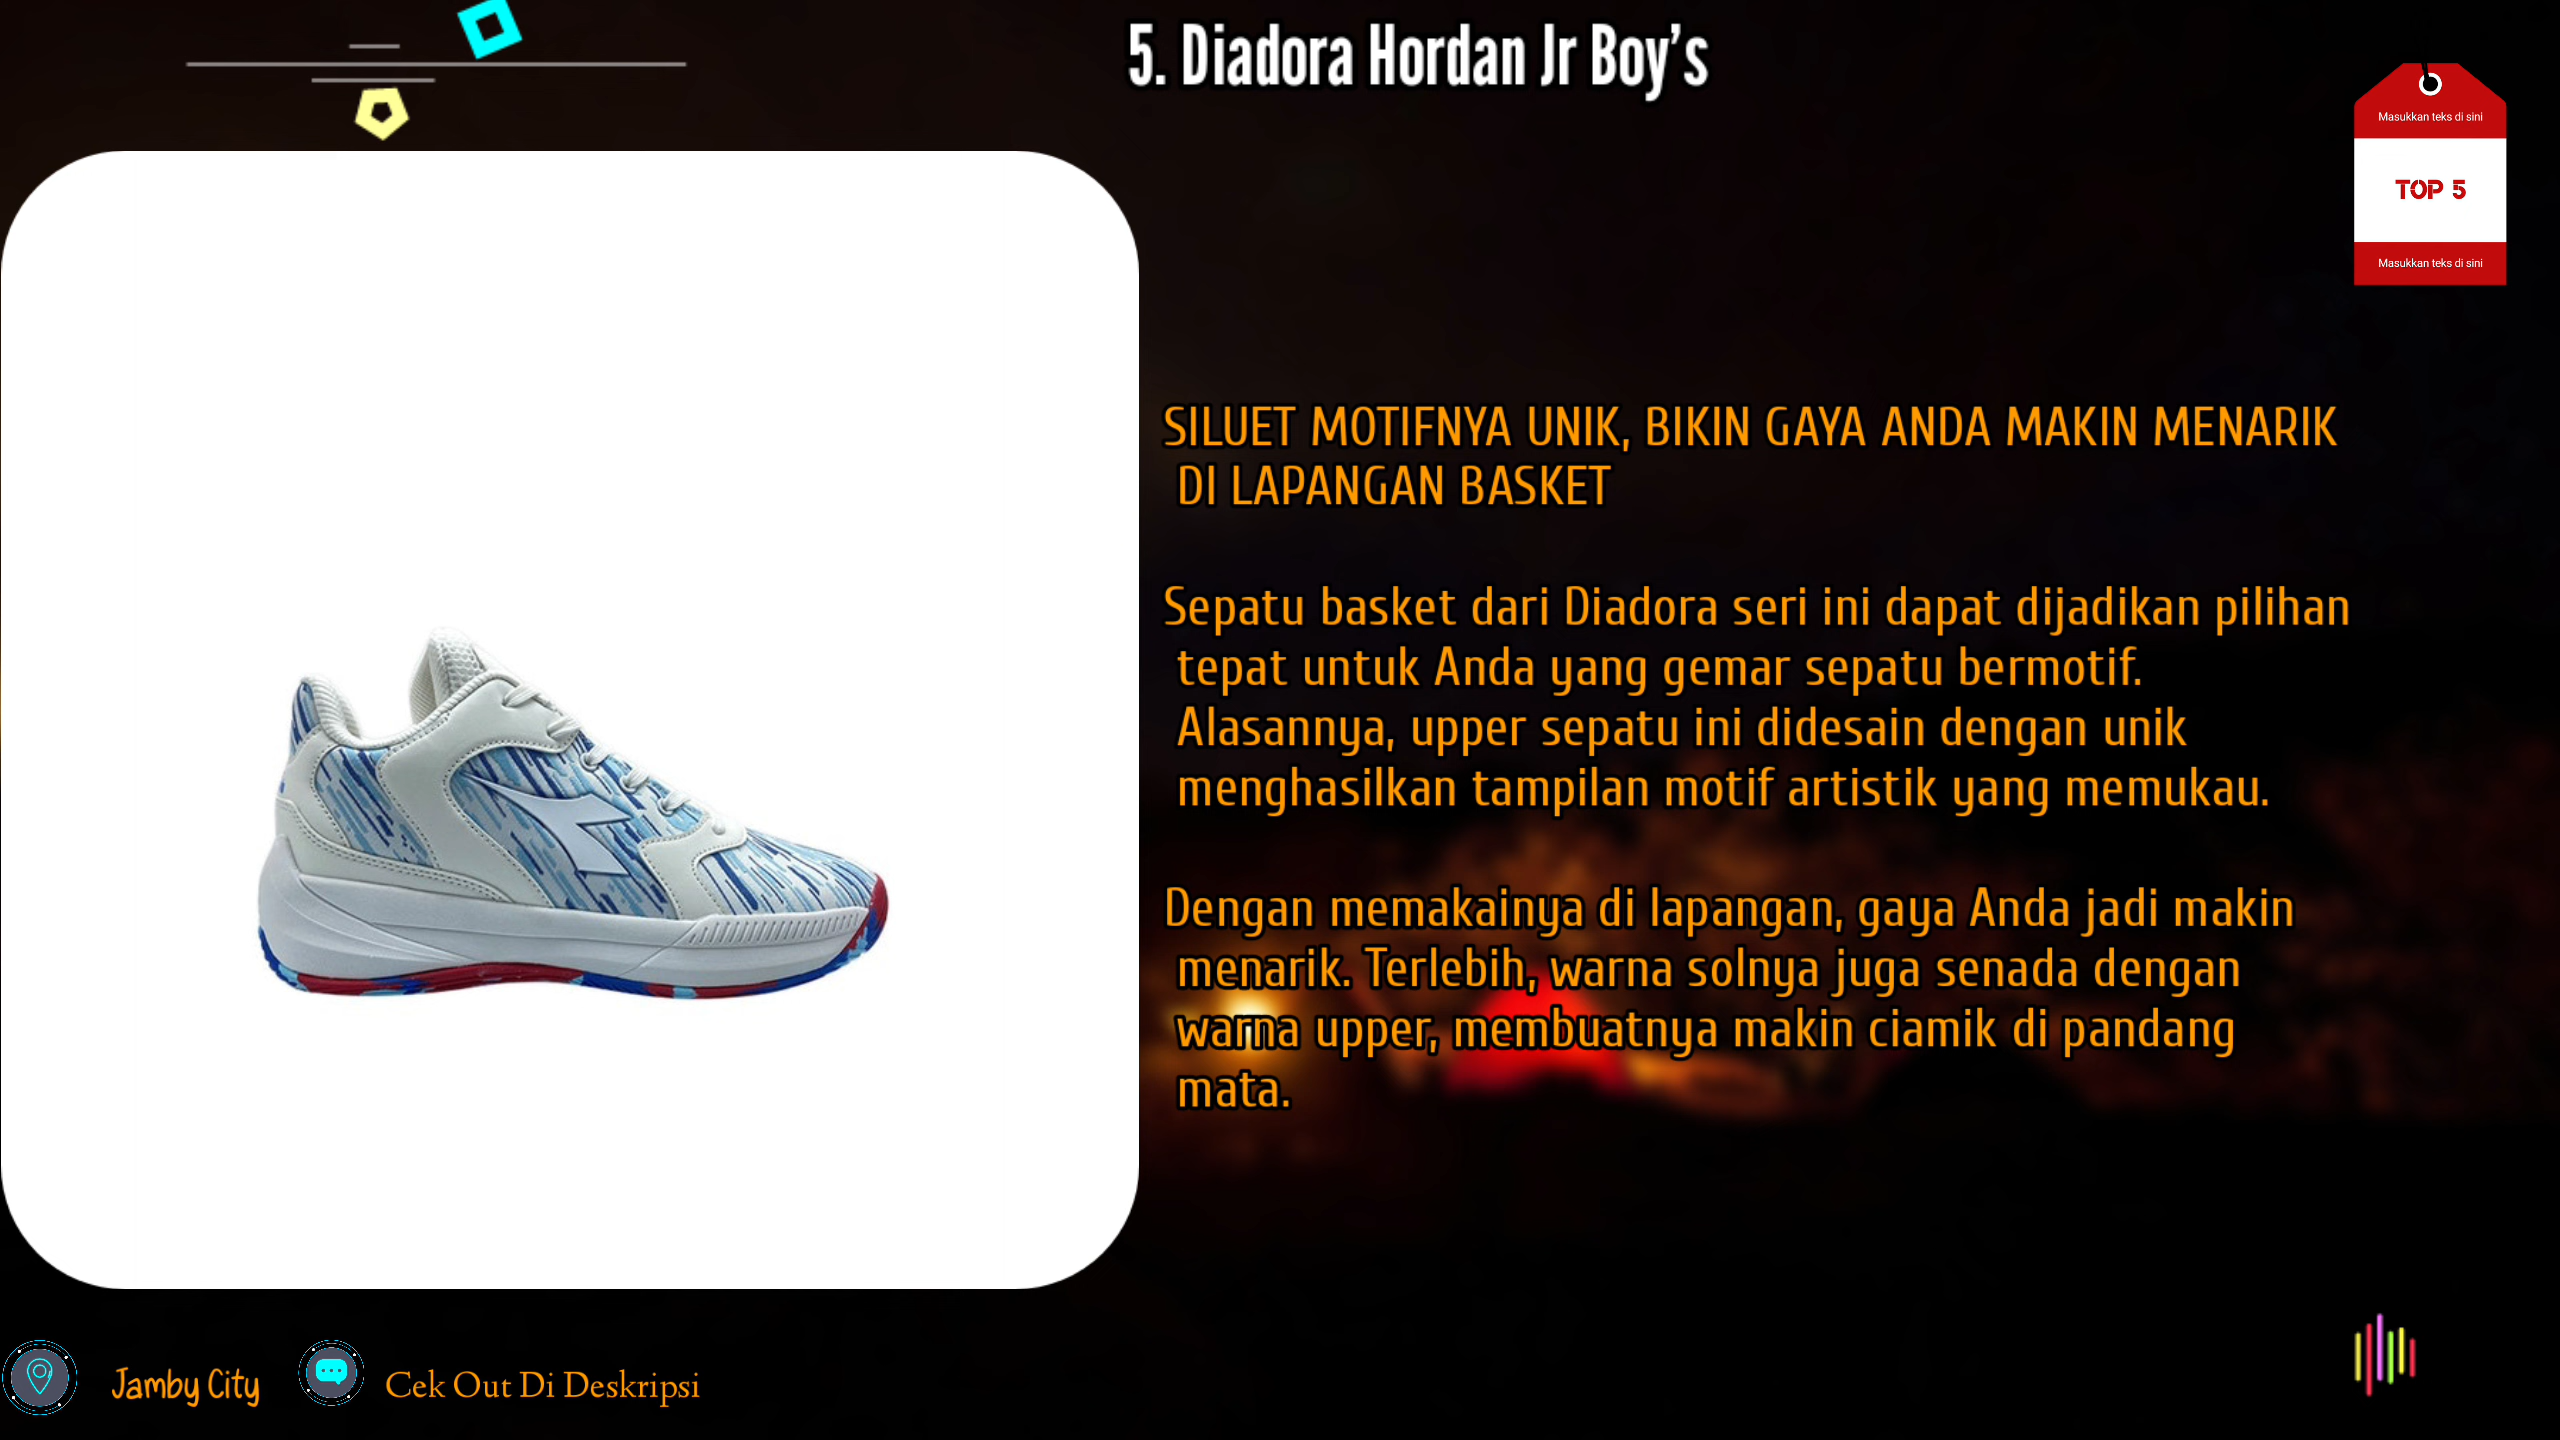 5. Diadora Hordan Jr Boy’s
Masukkan teks di sini
TOP 5
Masukkan teks di sini
SILUET MOTIFNYA UNIK, BIKIN GAYA ANDA MAKIN MENARIK
DI LAPANGAN BASKET
Sepatu basket dari Diadora seri ini dapat dijadikan pilihan
tepat untuk Anda yang gemar sepatu bermotif.
Alasannya, upper sepatu ini didesain dengan unik
menghasilkan tampilan motif artistik yang memukau.
Dengan memakainya di lapangan, gaya Anda jadi makin
menarik. Terlebih, warna solnya juga senada dengan
warna upper, membuatnya makin ciamik di pandang
mata.
Jamby City
Cek Out Di Deskripsi